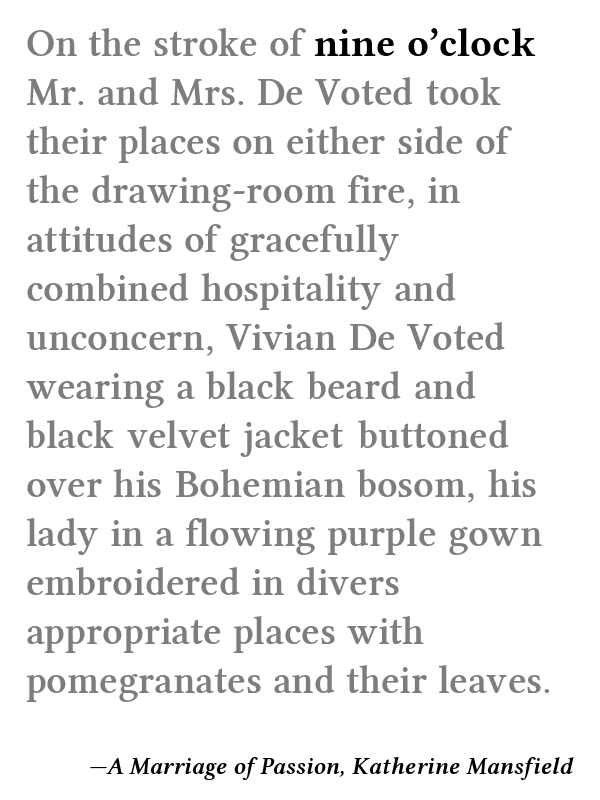 On the stroke of nine o’clock
Mr. and Mrs. De Voted took
their places on either side of
the drawing-room fire, in
attitudes of gracefully
combined hospitality and
unconcern, Vivian De Voted
wearing a black beard and
black velvet jacket buttoned
over his Bohemian bosom, his
lady in a flowing purple gown
embroidered in divers
appropriate places with
pomegranates and their leaves.
—A Marriage of Passion, Katherine Mansfield